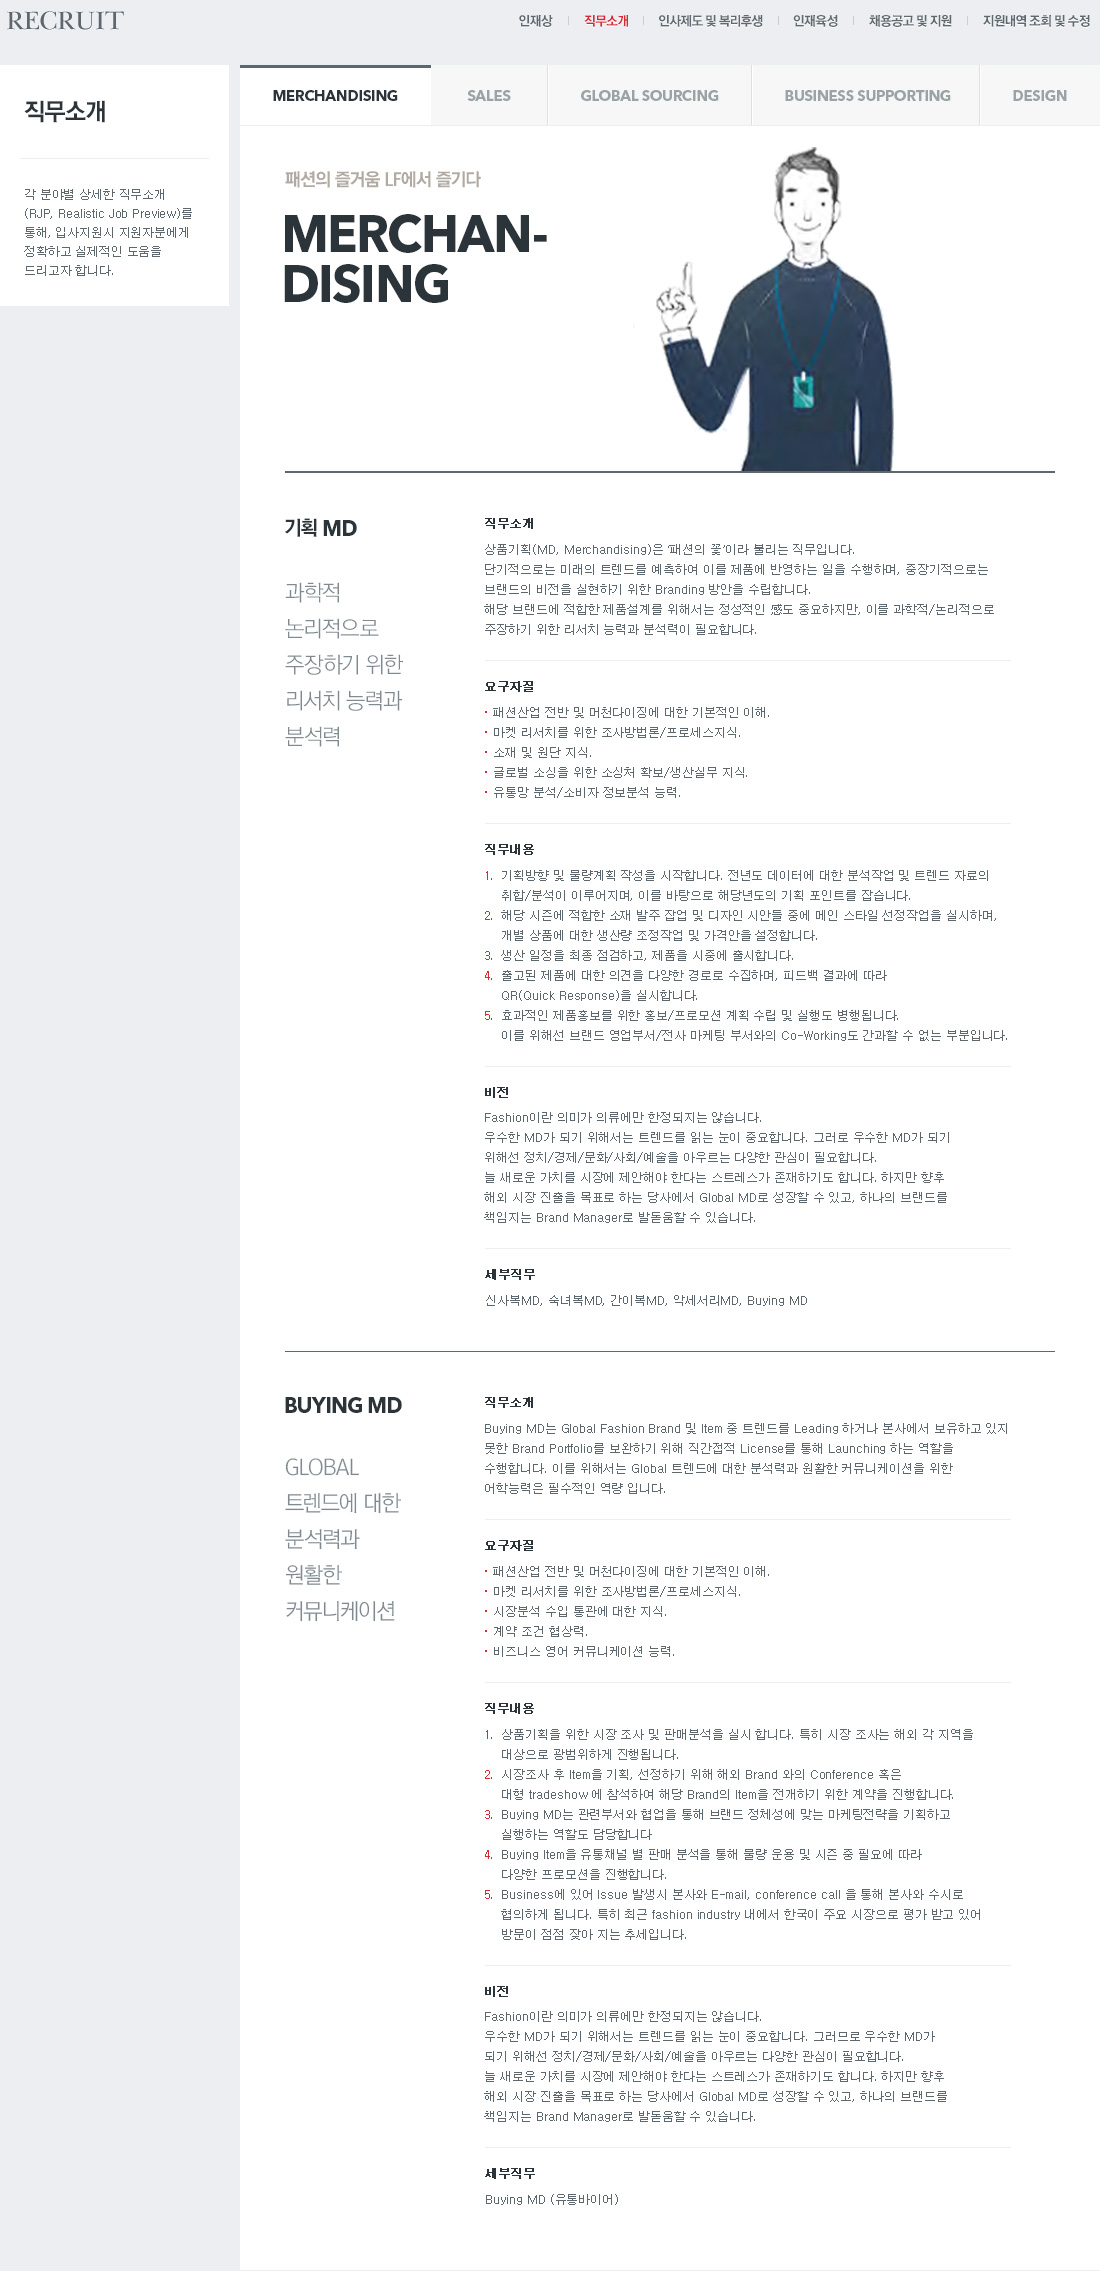 RECRUIT
인재상
직무소개
인사제도 및 복리후생
인재육성
채용공고 및 지원
지원내역 조회 및 수정
직무소개
각 분야별 상세한 직무소개
(RJP, Realistic Job Preview)를
통해, 입사지원시 지원자분에게
정확하고 실제적인 도움을
드리고자 합니다.
MERCHANDISING
SALES
GLOBAL SOURCING
BUSINESS SUPPORTING
DESIGN
패션의 즐거움 LF에서 즐기다
MERCHAN-
DISING
기획 MD
과학적
논리적으로
주장하기 위한
리서치 능력과
분석력
직무소개
상품기획(MD, Merchandising)은 '패션의 꽃'이라 불리는 직무입니다.
단기적으로는 미래의 트렌드를 예측하여 이를 제품에 반영하는 일을 수행하며, 중장기적으로는
브랜드의 비전을 실현하기 위한 Branding 방안을 수립합니다.
해당 브랜드에 적합한 제품설계를 위해서는 정성적인 感도 중요하지만, 이를 과학적/논리적으로
주장하기 위한 리서치 능력과 분석력이 필요합니다.
요구자질
· 패션산업 전반 및 머천다이징에 대한 기본적인 이해.
· 마켓 리서치를 위한 조사방법론/프로세스지식.
· 소재 및 원단 지식.
· 글로벌 소싱을 위한 소싱처 확보/생산실무 지식.
· 유통망 분석/소비자 정보분석 능력.
직무내용
1. 기획방향 및 물량계획 작성을 시작합니다. 전년도 데이터에 대한 분석작업 및 트렌드 자료의
취합/분석이 이루어지며, 이를 바탕으로 해당년도의 기획 포인트를 잡습니다.
2. 해당 시즌에 적합한 소재 발주 작업 및 디자인 시안들 중에 메인 스타일 선정작업을 실시하며,
개별 상품에 대한 생산량 조정작업 및 가격안을 설정합니다.
3. 생산 일정을 최종 점검하고, 제품을 시중에 출시합니다.
4. 출고된 제품에 대한 의견을 다양한 경로로 수집하며, 피드백 결과에 따라
QR(Quick Response)을 실시합니다.
5. 효과적인 제품홍보를 위한 홍보/프로모션 계획 수립 및 실행도 병행됩니다.
이를 위해선 브랜드 영업부서/전사 마케팅 부서와의 Co-Working도 간과할 수 없는 부분입니다.
비전
Fashion이란 의미가 의류에만 한정되지는 않습니다.
우수한 MD가 되기 위해서는 트렌드를 읽는 눈이 중요합니다. 그러로 우수한 MD가 되기
위해선 정치/경제/문화/사회/예술을 아우르는 다양한 관심이 필요합니다.
늘 새로운 가치를 시장에 제안해야 한다는 스트레스가 존재하기도 합니다. 하지만 향후
해외 시장 진출을 목표로 하는 당사에서 Global MD로 성장할 수 있고, 하나의 브랜드를
책임지는 Brand Manager로 발돋움할 수 있습니다.
세부직무
신사복MD, 숙녀복MD, 간이복MD, 악세서리MD, Buying MD
BUYING MD
GLOBAL
트렌드에 대한
분석력과
원활한
커뮤니케이션
직무소개
Buying MD는 Global Fashion Brand 및 Item 중 트렌드를 Leading 하거나 본사에서 보유하고 있지
못한 Brand Portfolio를 보완하기 위해 직간접적 License를 통해 Launching 하는 역할을
수행합니다. 이를 위해서는 Global 트렌드에 대한 분석력과 원활한 커뮤니케이션을 위한
어학능력은 필수적인 역량 입니다.
요구자질
· 패션산업 전반 및 머천다이징에 대한 기본적인 이해.
· 마켓 리서치를 위한 조사방법론/프로세스지식.
· 시장분석 수입 통관에 대한 지식.
· 계약 조건 협상력.
· 비즈니스 영어 커뮤니케이션 능력.
직무내용
1. 상품기획을 위한 시장 조사 및 판매분석을 실시 합니다. 특히 시장 조사는 해외 각 지역을
대상으로 광범위하게 진행됩니다.
2. 시장조사 후 Item을 기획, 선정하기 위해 해외 Brand 와의 Conference 혹은
대형 tradeshow 에 참석하여 해당 Brand의 Item을 전개하기 위한 계약을 진행합니다.
3. Buying MD는 관련부서와 협업을 통해 브랜드 정체성에 맞는 마케팅전략을 기획하고
실행하는 역할도 담당합니다
4. Buying Item을 유통채널 별 판매 분석을 통해 물량 운용 및 시즌 중 필요에 따라
다양한 프로모션을 진행합니다.
5. Business에 있어 Issue 발생시 본사와 E-mail, conference call 을 통해 본사와 수시로
협의하게 됩니다. 특히 최근 fashion industry 내에서 한국이 주요 시장으로 평가 받고 있어
방문이 점점 잦아 지는 추세입니다.
비전
Fashion이란 의미가 의류에만 한정되지는 않습니다.
우수한 MD가 되기 위해서는 트렌드를 읽는 눈이 중요합니다. 그러므로 우수한 MD가
되기 위해선 정치/경제/문화/사회/예술을 아우르는 다양한 관심이 필요합니다.
늘 새로운 가치를 시장에 제안해야 한다는 스트레스가 존재하기도 합니다. 하지만 향후
해외 시장 진출을 목표로 하는 당사에서 Global MD로 성장할 수 있고, 하나의 브랜드를
책임지는 Brand Manager로 발돋움할 수 있습니다.
세부직무
Buying MD (유통바이어)